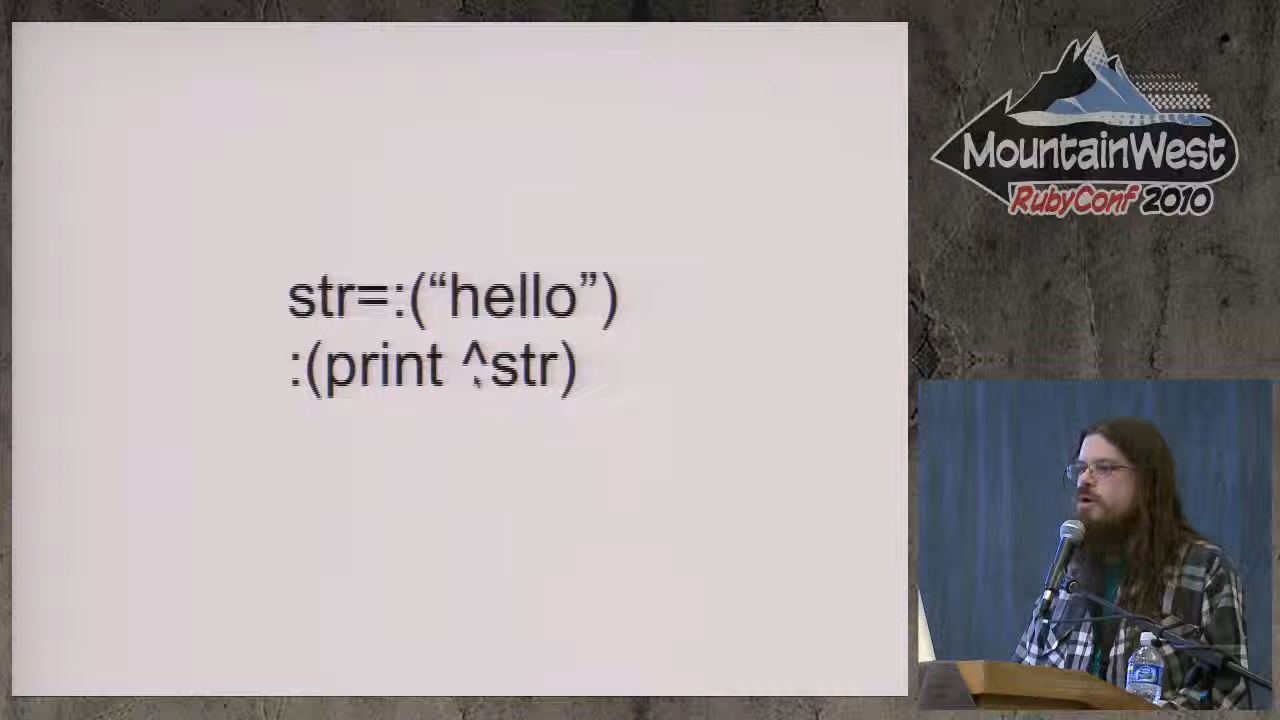 str=:(“hello”)
:(print ^str)
MountainWest
RubyConf 2010